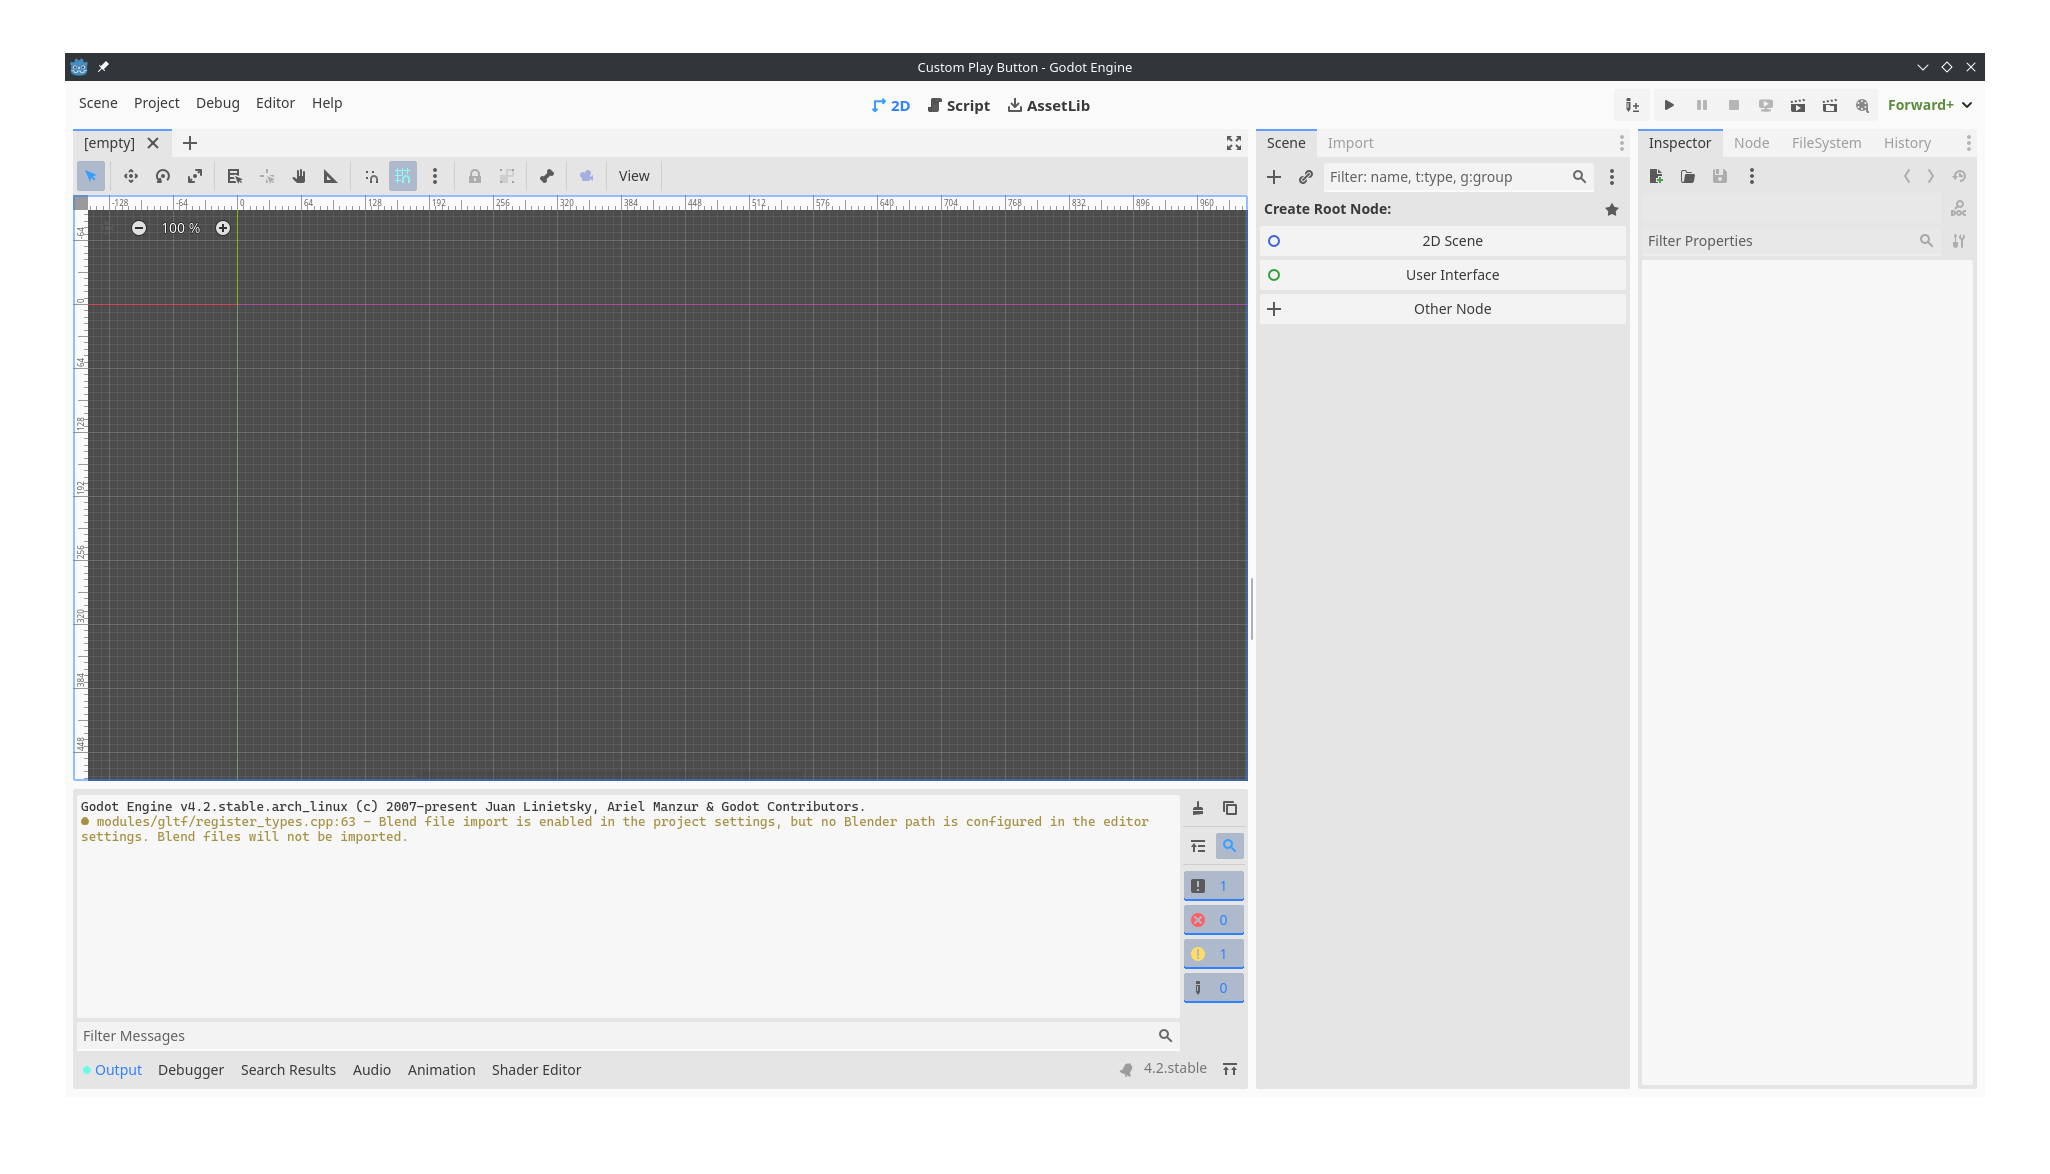 Custom Play Button - Godot Engine
Scene Project Debug Editor Help
2D Script AssetLib
Forward+
[empty]
View
-128 -64 0 64 128 192 256 320 384 448 512 576 640 704 768 832 896 960
100 %
-64
0
64
128
192
256
320
384
448
Godot Engine v4.2.stable.arch_linux (c) 2007-present Juan Linietsky, Ariel Manzur & Godot Contributors.
modules/gltf/register_types.cpp:63 - Blend file import is enabled in the project settings, but no Blender path is configured in the editor
settings. Blend files will not be imported.
1
0
1
0
Filter Messages
Output Debugger Search Results Audio Animation Shader Editor
4.2.stable
Scene Import
Filter: name, t:type, g:group
Create Root Node:
2D Scene
User Interface
Other Node
Inspector Node FileSystem History
DOC
Filter Properties